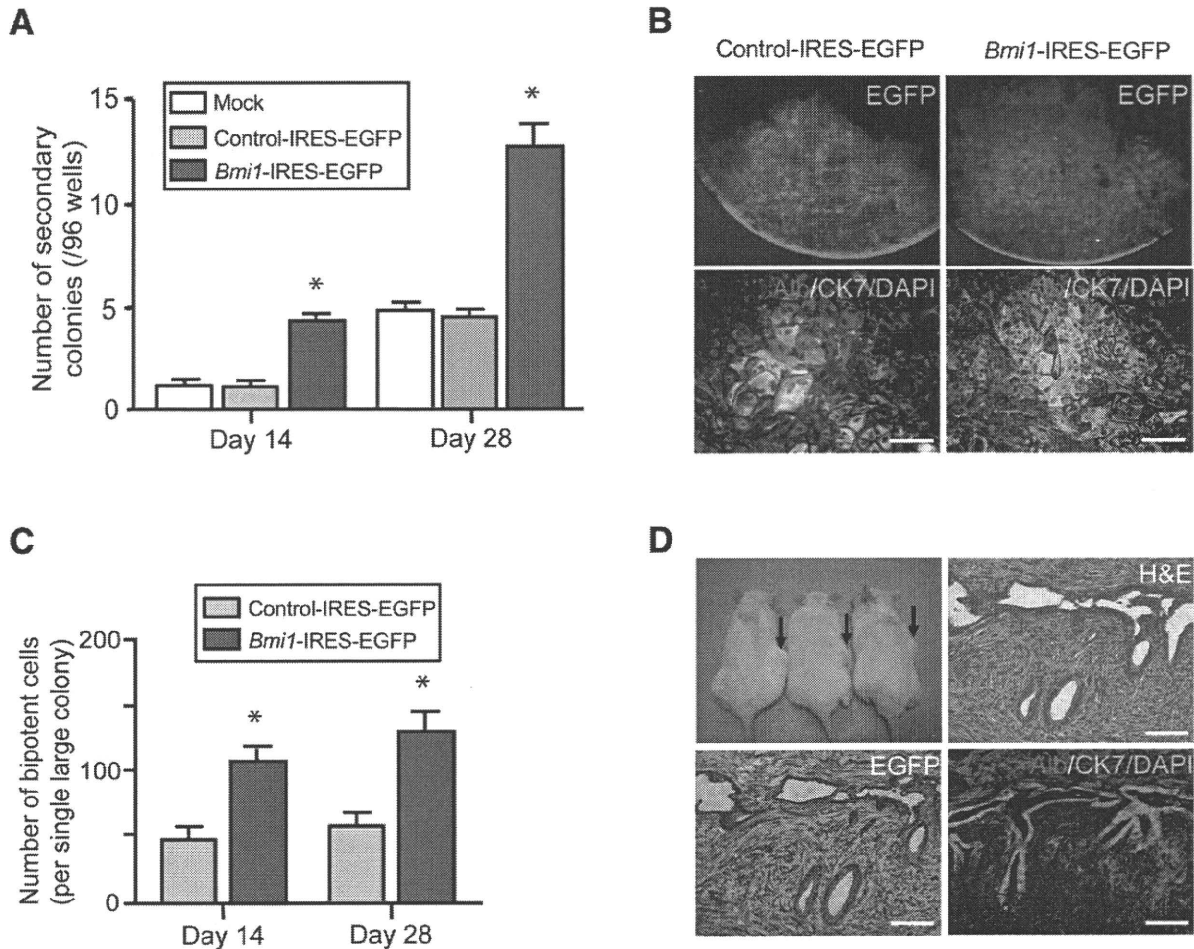 A
Number of secondary
colonies (/96 wells)
15
10
5
0
Mock
Control-IRES-EGFP
Bmi1-IRES-EGFP
*
*
Day 14
Day 28
B
Control-IRES-EGFP
Bmi1-IRES-EGFP
EGFP
EGFP
Alb/CK7/DAPI
/CK7/DAPI
C
Number of bipotent cells
(per single large colony)
200
100
0
Control-IRES-EGFP
Bmi1-IRES-EGFP
*
*
Day 14
Day 28
D
H&E
EGFP
Alb/CK7/DAPI